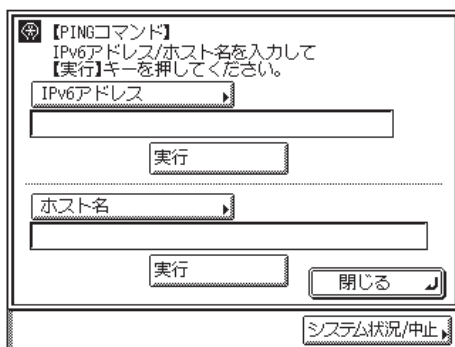 【PINGコマンド】
IPv6アドレス/ホスト名を入力して
【実行】キーを押してください。
IPv6アドレス
実行
ホスト名
実行
閉じる
システム状況/中止